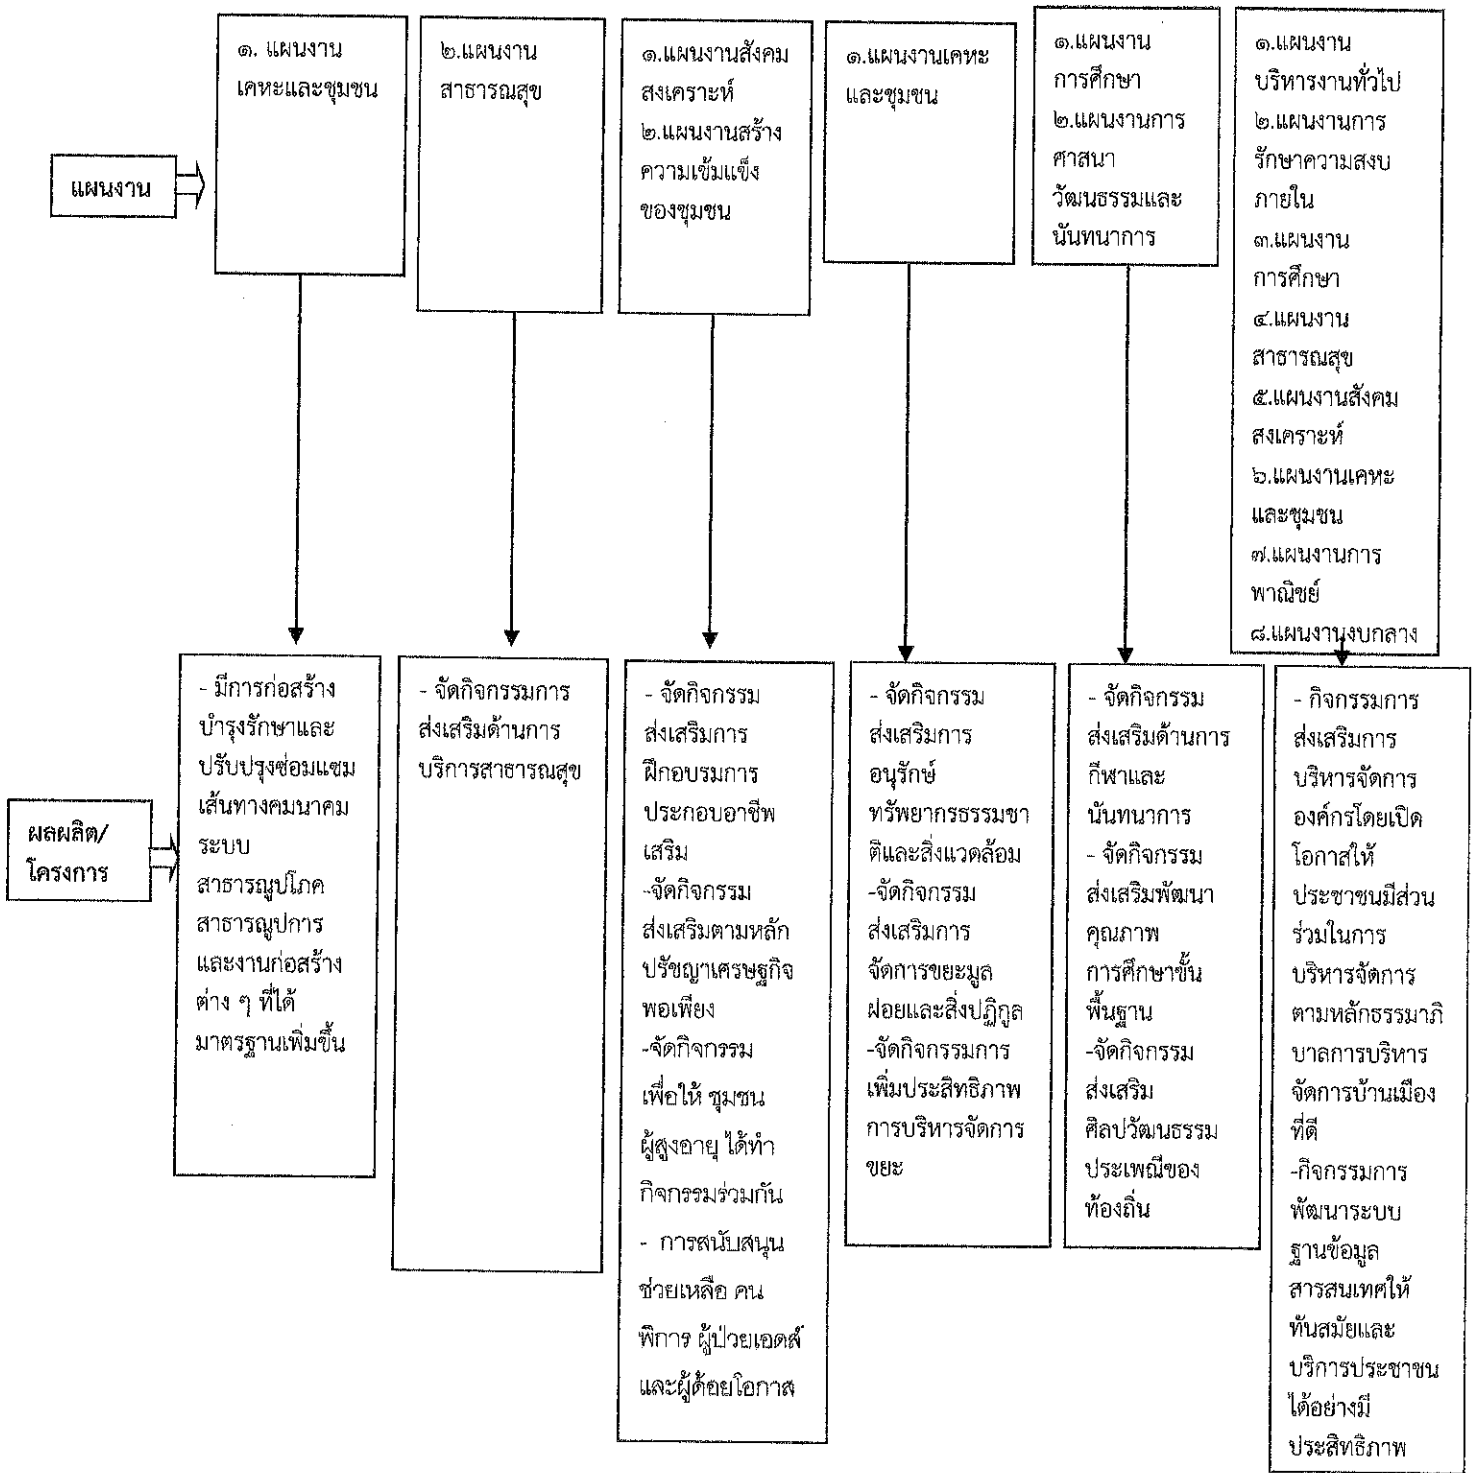 แผนงาน
๑. แผนงาน
เคหะและชุมชน
๒.แผนงาน
สาธารณสุข
๑.แผนงานสังคม
สงเคราะห์
๒.แผนงานสร้าง
ความเข้มแข็ง
ของชุมชน
๑.แผนงานเคหะ
และชุมชน
๑.แผนงาน
การศึกษา
๒.แผนงานการ
ศาสนา
วัฒนธรรมและ
นันทนาการ
๑.แผนงาน
บริหารงานทั่วไป
๒.แผนงานการ
รักษาความสงบ
ภายใน
๓.แผนงาน
การศึกษา
๔.แผนงาน
สาธารณสุข
๕.แผนงานสังคม
สงเคราะห์
๖.แผนงานเคหะ
และชุมชน
๗.แผนงานการ
พาณิชย์
๘.แผนงานงบกลาง
ผลผลิต/
โครงการ
- มีการก่อสร้าง
บำรุงรักษาและ
ปรับปรุงซ่อมแซม
เส้นทางคมนาคม
ระบบ
สาธารณูปโภค
สาธารณูปการ
และงานก่อสร้าง
ต่าง ๆ ที่ได้
มาตรฐานเพิ่มขึ้น
- จัดกิจกรรมการ
ส่งเสริมด้านการ
บริการสาธารณสุข
- จัดกิจกรรม
ส่งเสริมการ
ฝึกอบรมการ
ประกอบอาชีพ
เสริม
-จัดกิจกรรม
ส่งเสริมตามหลัก
ปรัชญาเศรษฐกิจ
พอเพียง
-จัดกิจกรรม
เพื่อให้ ชุมชน
ผู้สูงอายุ ได้ทำ
กิจกรรมร่วมกัน
- การสนับสนุน
ช่วยเหลือ คน
พิการ ผู้ป่วยเอดส์
และผู้ด้อยโอกาส
- จัดกิจกรรม
ส่งเสริมการ
อนุรักษ์
ทรัพยากรธรรมชา
ติและสิ่งแวดล้อม
-จัดกิจกรรม
ส่งเสริมการ
จัดการขยะมูล
ฝอยและสิ่งปฏิกูล
-จัดกิจกรรมการ
เพิ่มประสิทธิภาพ
การบริหารจัดการ
ขยะ
- จัดกิจกรรม
ส่งเสริมด้านการ
กีฬาและ
นันทนาการ
- จัดกิจกรรม
ส่งเสริมพัฒนา
คุณภาพ
การศึกษาขั้น
พื้นฐาน
-จัดกิจกรรม
ส่งเสริม
ศิลปวัฒนธรรม
ประเพณีของ
ท้องถิ่น
- กิจกรรมการ
ส่งเสริมการ
บริหารจัดการ
องค์กรโดยเปิด
โอกาสให้
ประชาชนมีส่วน
ร่วมในการ
บริหารจัดการ
ตามหลักธรรมาภิ
บาลการบริหาร
จัดการบ้านเมือง
ที่ดี
-กิจกรรมการ
พัฒนาระบบ
ฐานข้อมูล
สารสนเทศให้
ทันสมัยและ
บริการประชาชน
ได้อย่างมี
ประสิทธิภาพ